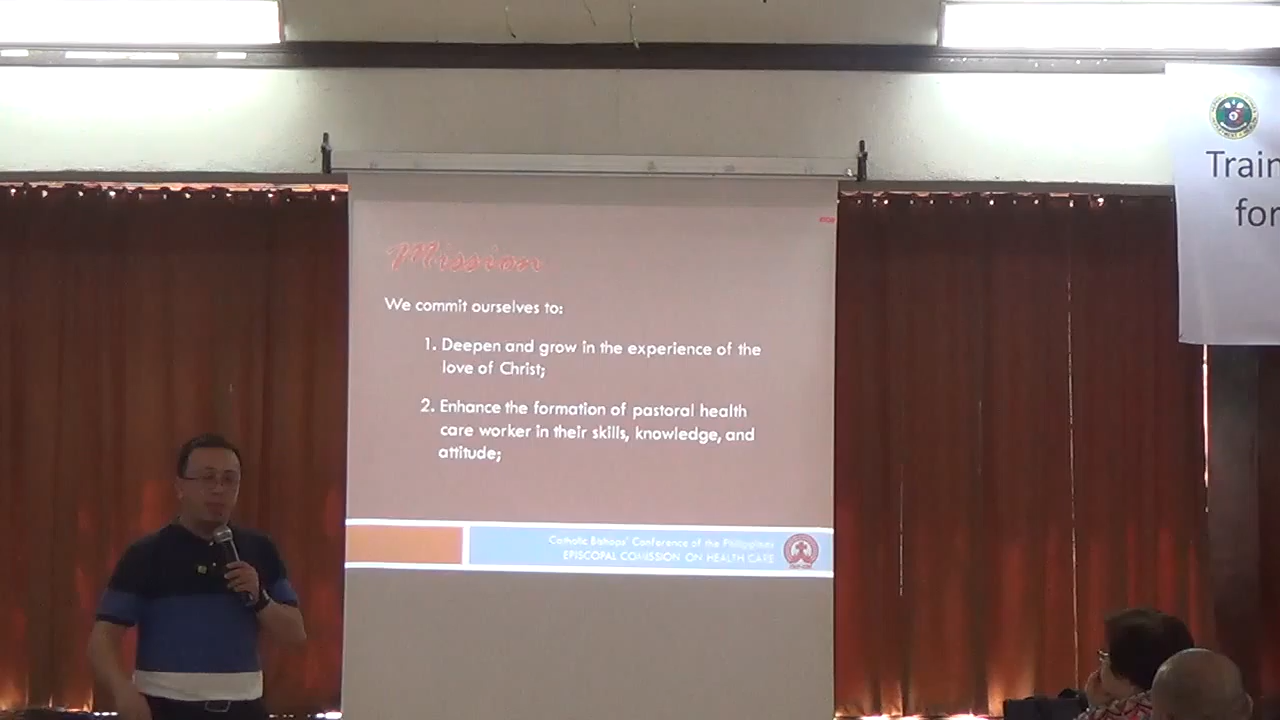 Mission
We commit ourselves to:
1. Deepen and grow in the experience of the
love of Christ;
2. Enhance the formation of pastoral health
care worker in their skills, knowledge, and
attitude;
Catholic Bishops' Conference of the Philippines
EPISCOPAL COMISSION ON HEALTH CARE
Train
for